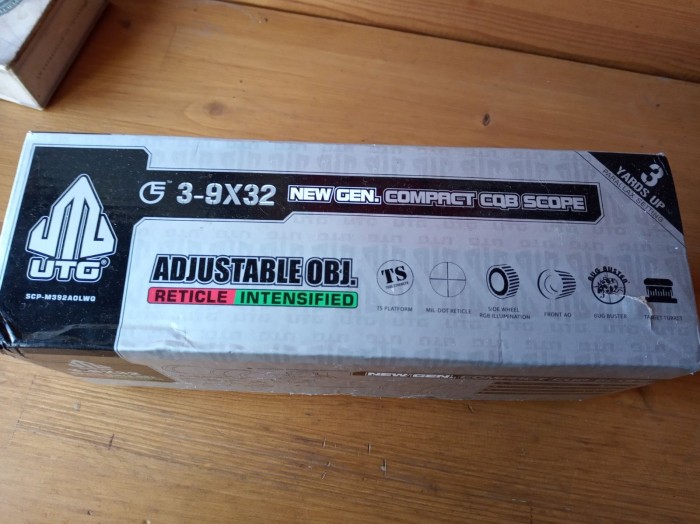 3-9X32 NEW GEN. COMPACT CQB SCOPE
3
YARDS UP
UTG®
SCP-M392AOLWQ
ADJUSTABLE OBJ.
RETICLE INTENSIFIED
TS
TS PLATFORM
MIL-DOT RETICLE
SIDE WHEEL
RGB ILLUMINATION
FRONT AO
BUG BUSTER
BUG BUSTER
TARGET TURRET
NEW GEN.